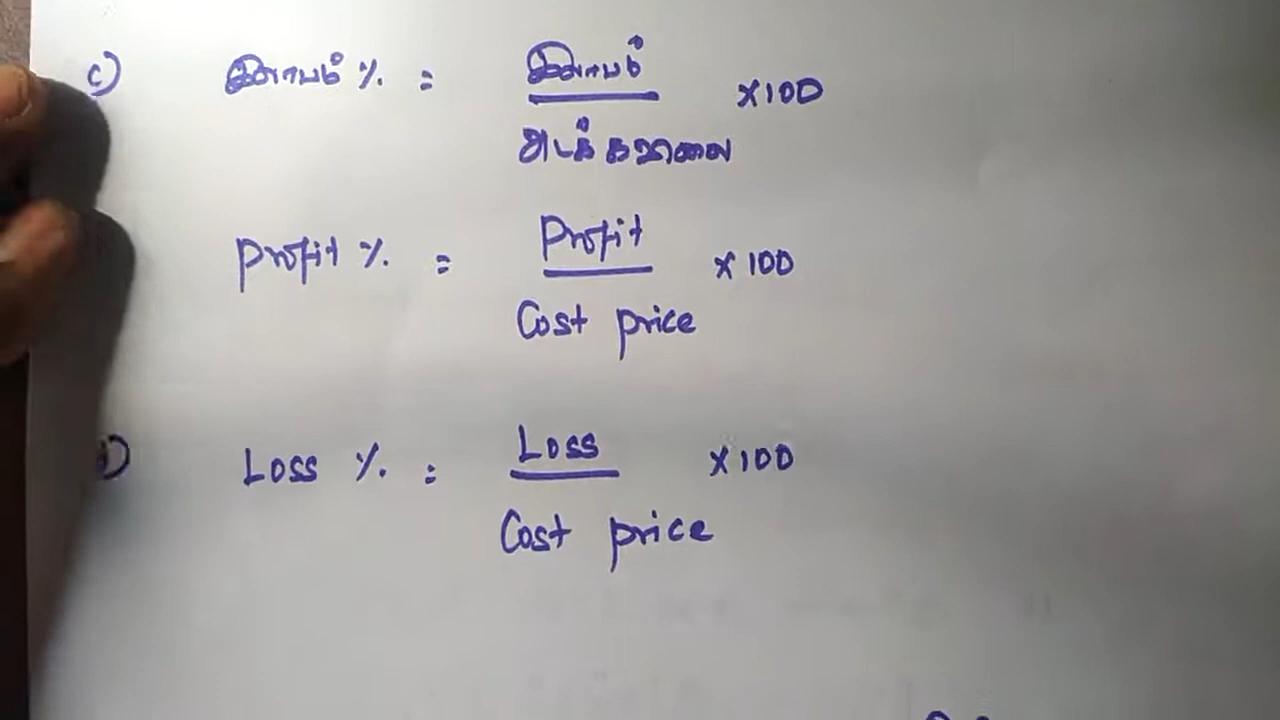 c) இலாபம் % = இலாபம் / அடக்கவிலை ×100
Profit % = Profit / Cost price × 100
d) Loss % = Loss / Cost price ×100